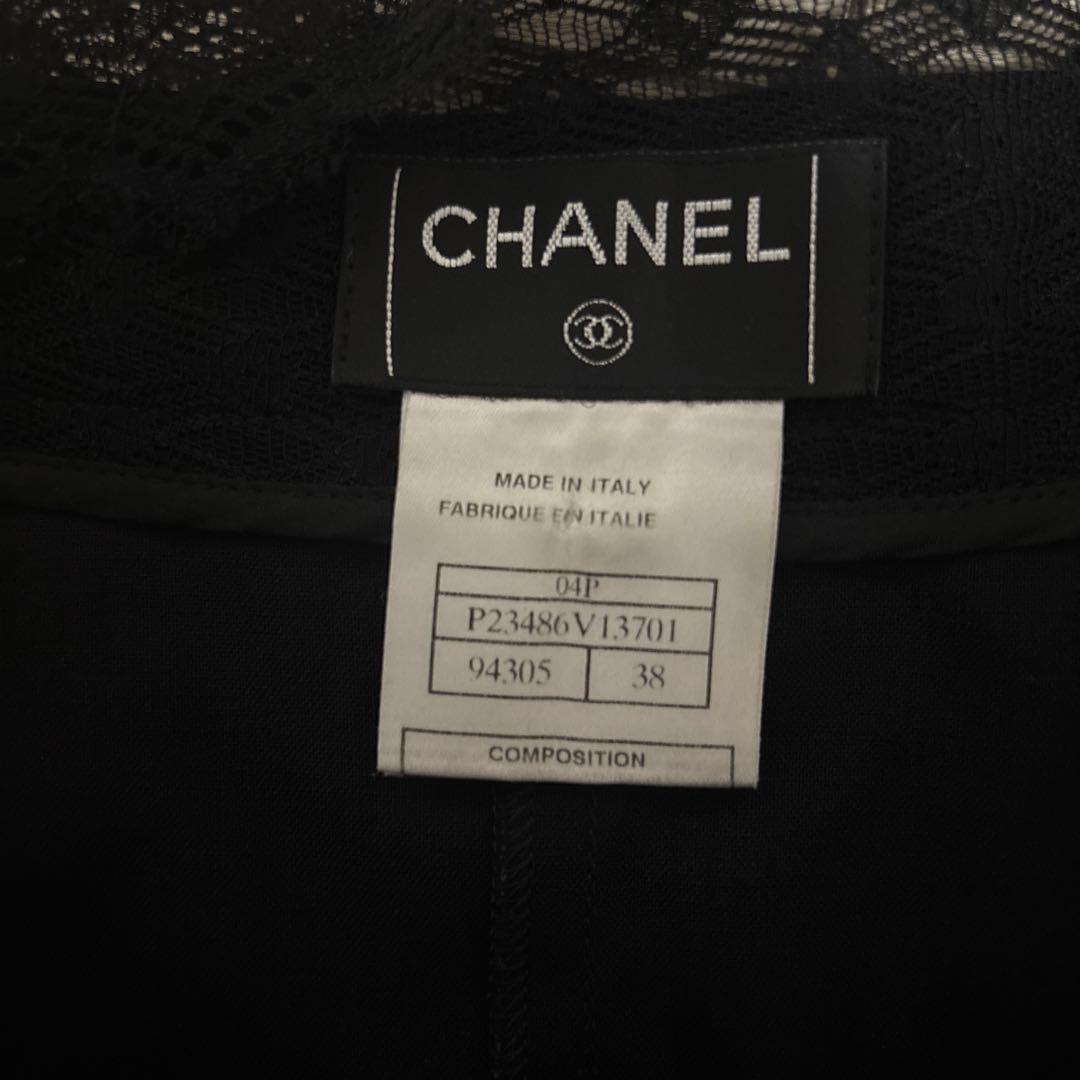 CHANEL
MADE IN ITALY
FABRIQUE EN ITALIE
04P
P23486V13701
94305 38
COMPOSITION